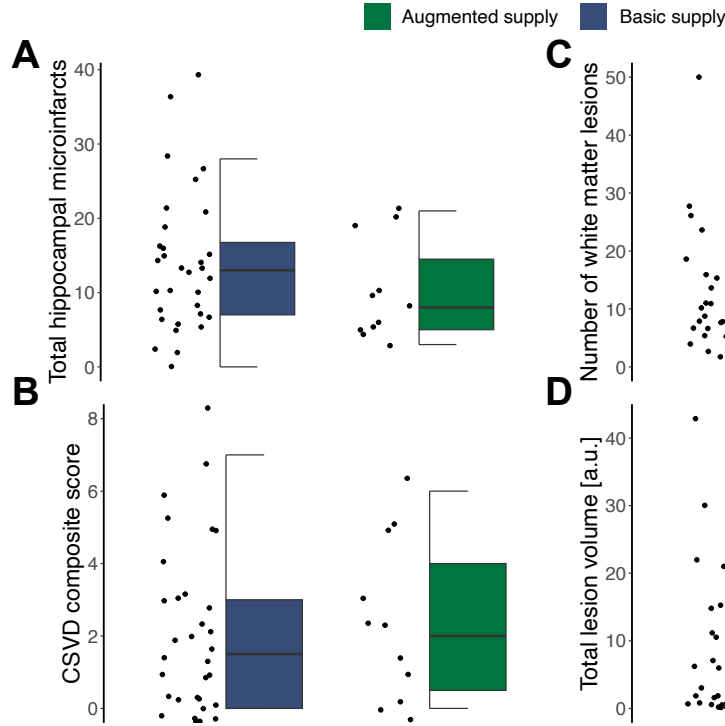 Augmented supply
Basic supply
A
Total hippocampal microinfarcts
40
30
20
10
0
C
Number of white matter lesions
50
40
30
20
10
0
B
CSVD composite score
8
6
4
2
0
D
Total lesion volume [a.u.]
40
30
20
10
0